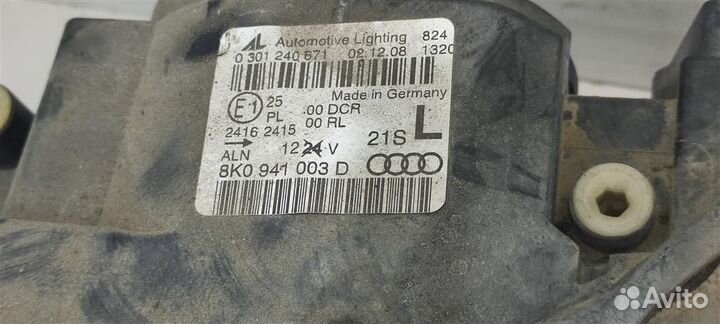 AL Automotive Lighting 824
0 301 240 671 02.12.08 1320
Made in Germany
E1 25 .00 DCR
PL .00 RL
2416 2415
21S L
ALN 12 24 V
8K0 941 003 D
Avito